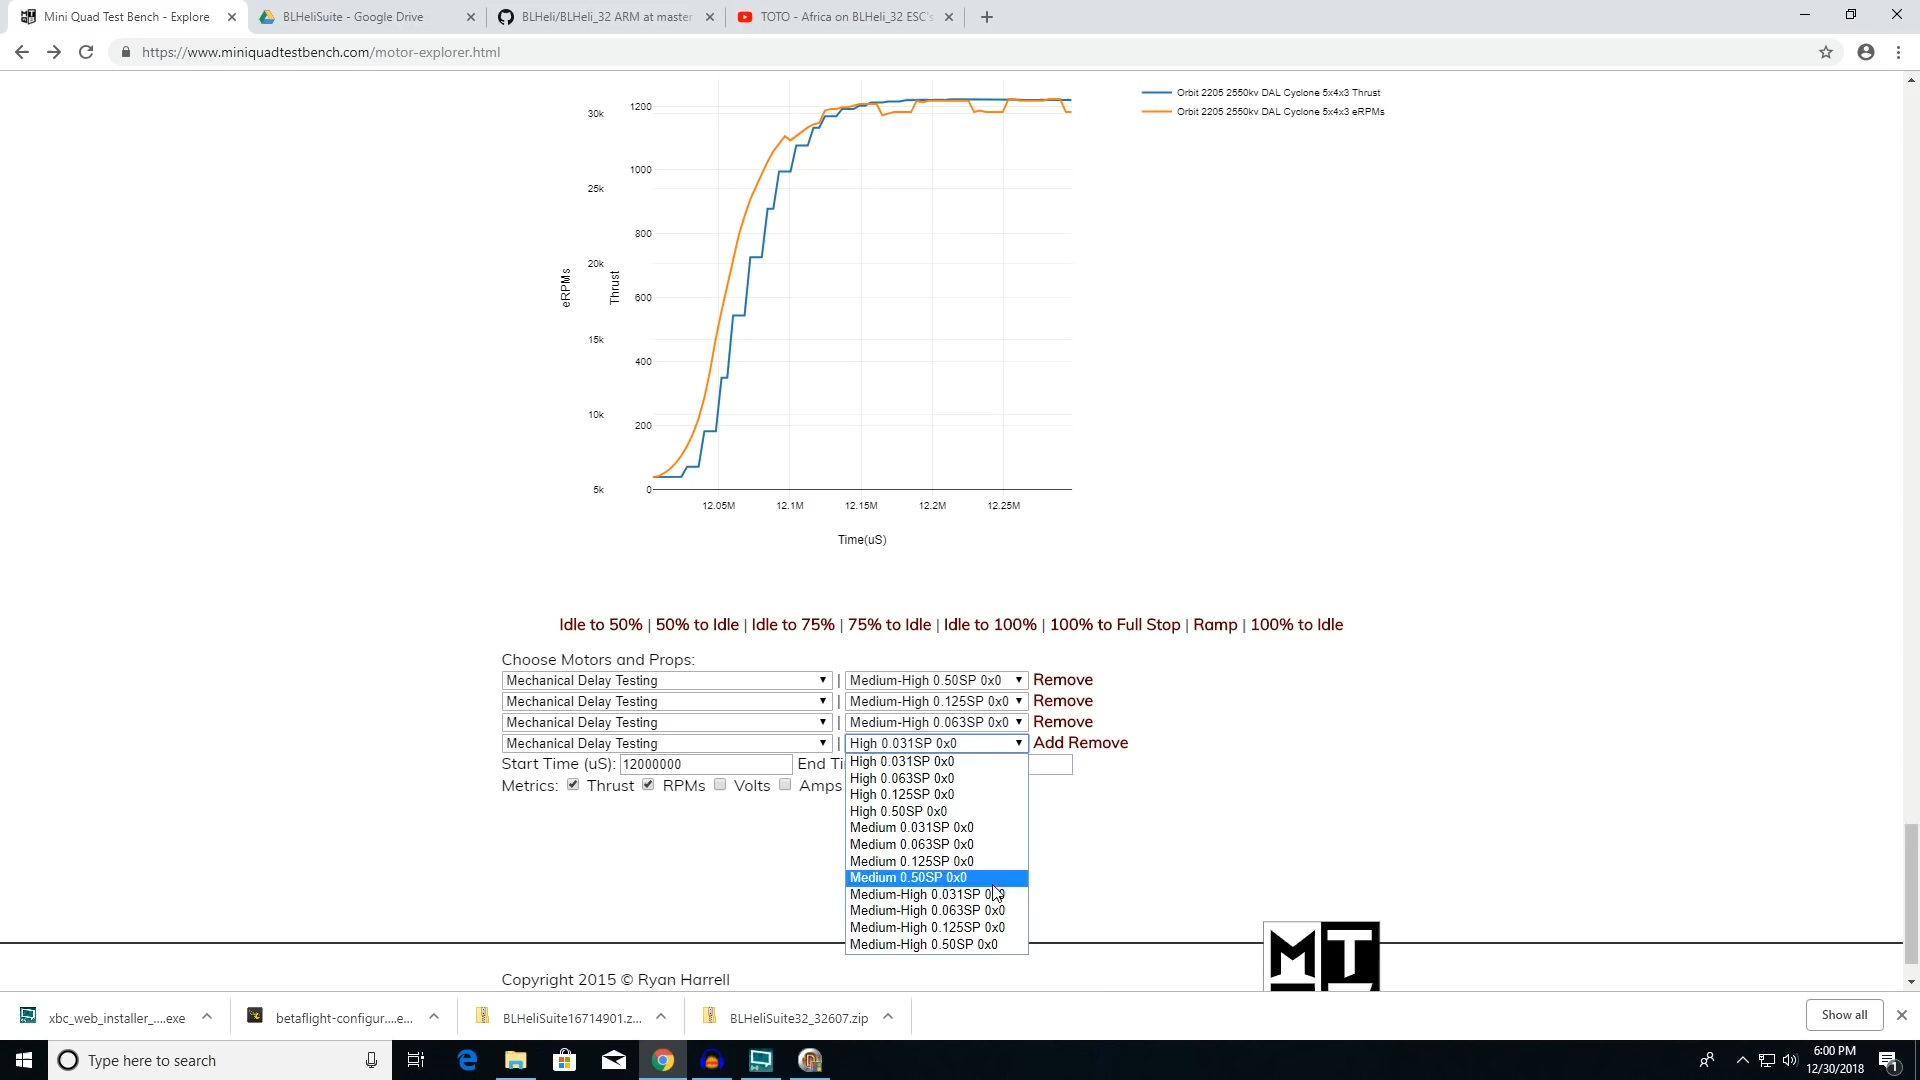 Mini Quad Test Bench - Explore
BLHeliSuite - Google Drive
BLHeli/BLHeli_32 ARM at master
TOTO - Africa on BLHeli_32 ESC's
https://www.miniquadtestbench.com/motor-explorer.html
Orbit 2205 2550kv DAL Cyclone 5x4x3 Thrust
Orbit 2205 2550kv DAL Cyclone 5x4x3 eRPMs
30k
25k
20k
15k
10k
5k
eRPMs
1200
1000
800
600
400
200
0
Thrust
12.05M 12.1M 12.15M 12.2M 12.25M
Time(uS)
Idle to 50% | 50% to Idle | Idle to 75% | 75% to Idle | Idle to 100% | 100% to Full Stop | Ramp | 100% to Idle
Choose Motors and Props:
Mechanical Delay Testing | Medium-High 0.50SP 0x0 Remove
Mechanical Delay Testing | Medium-High 0.125SP 0x0 Remove
Mechanical Delay Testing | Medium-High 0.063SP 0x0 Remove
Mechanical Delay Testing | High 0.031SP 0x0 Add Remove
Start Time (uS): 12000000 End Ti
Metrics: Thrust RPMs Volts Amps
High 0.031SP 0x0
High 0.063SP 0x0
High 0.125SP 0x0
High 0.50SP 0x0
Medium 0.031SP 0x0
Medium 0.063SP 0x0
Medium 0.125SP 0x0
Medium 0.50SP 0x0
Medium-High 0.031SP 0x0
Medium-High 0.063SP 0x0
Medium-High 0.125SP 0x0
Medium-High 0.50SP 0x0
MT
Copyright 2015 © Ryan Harrell
xbc_web_installer_....exe
betaflight-configur....e...
BLHeliSuite16714901.z...
BLHeliSuite32_32607.zip
Show all
Type here to search
6:00 PM
12/30/2018
1